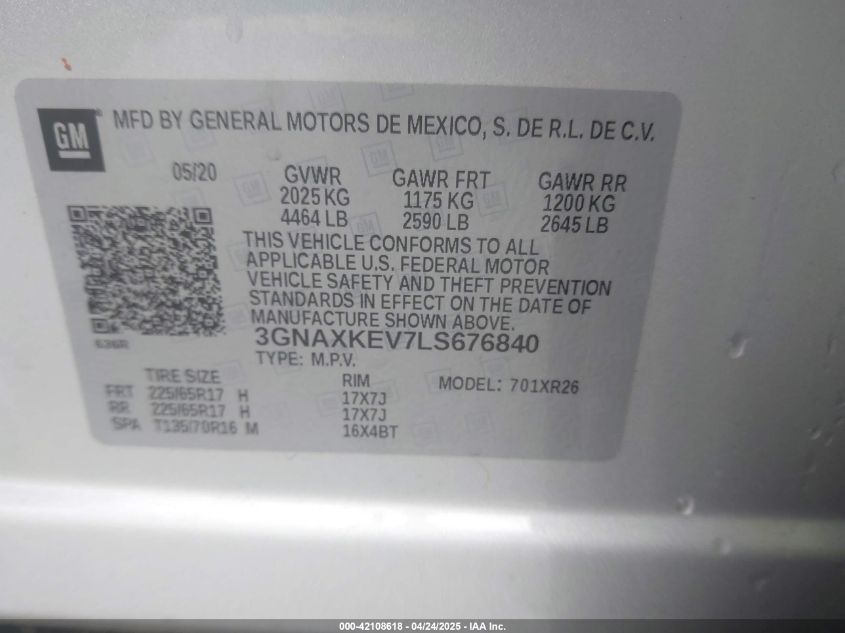 GM
MFD BY GENERAL MOTORS DE MEXICO, S. DE R.L. DE C.V.
05/20 GVWR GAWR FRT GAWR RR
2025 KG 1175 KG 1200 KG
4464 LB 2590 LB 2645 LB
THIS VEHICLE CONFORMS TO ALL
APPLICABLE U.S. FEDERAL MOTOR
VEHICLE SAFETY AND THEFT PREVENTION
STANDARDS IN EFFECT ON THE DATE OF
MANUFACTURE SHOWN ABOVE.
636R 3GNAXKEV7LS676840
TYPE: M.P.V.
TIRE SIZE RIM MODEL: 701XR26
FRT 225/65R17 H 17X7J
RR 225/65R17 H 17X7J
SPA T135/70R16 M 16X4BT
000-42108618 - 04/24/2025 - IAA Inc.